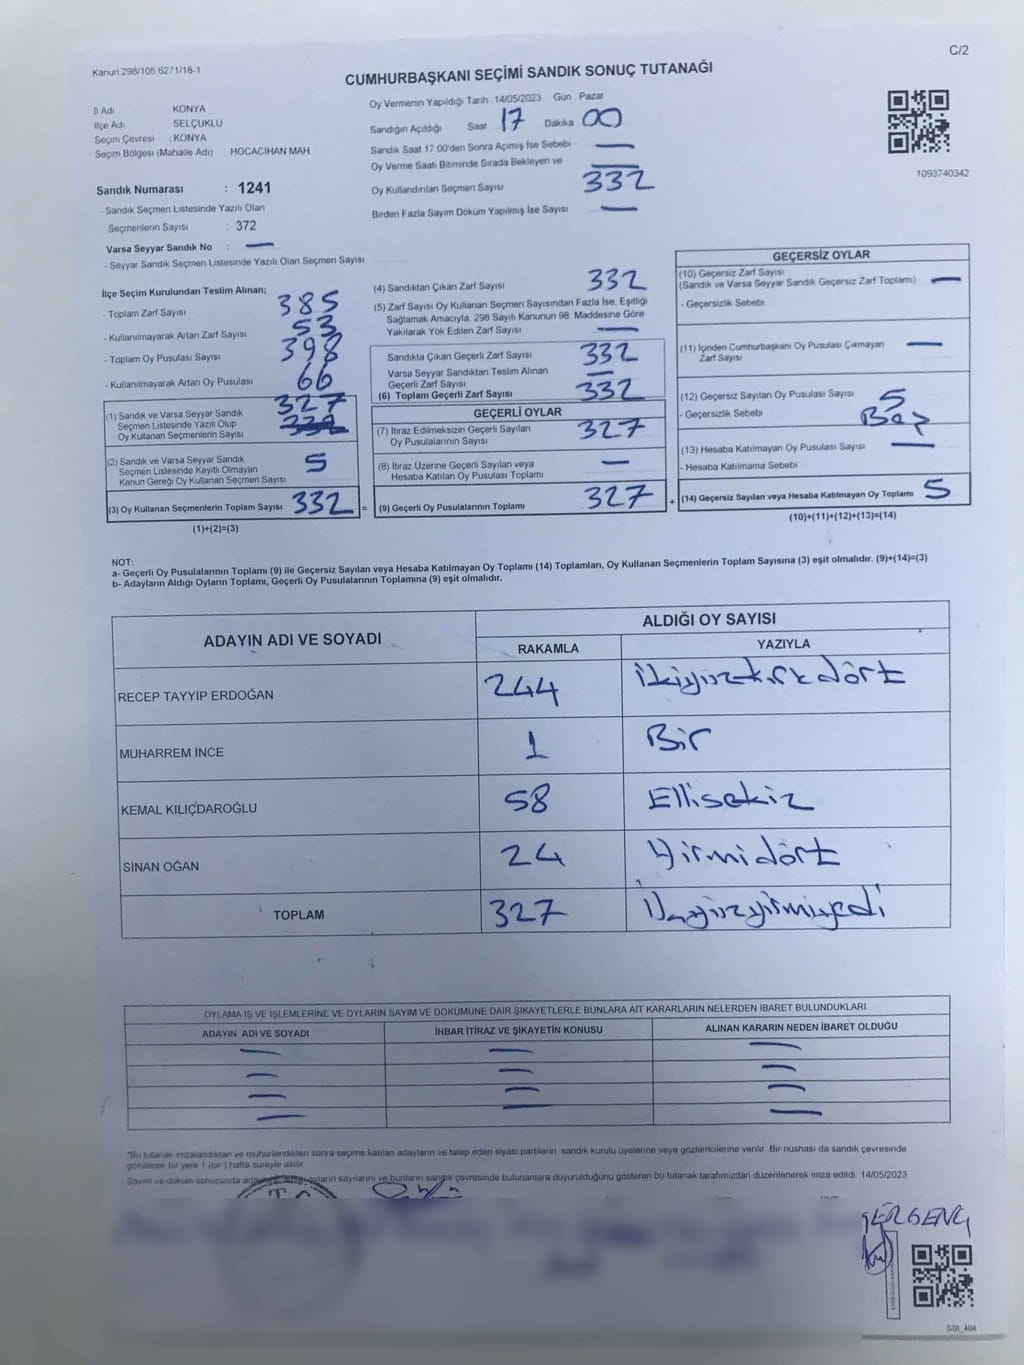 C/2
Kanun:298/105 6271/18-1
CUMHURBAŞKANI SEÇİMİ SANDIK SONUÇ TUTANAĞI
İl Adı KONYA
İlçe Adı SELÇUKLU
Seçim Çevresi : KONYA
Seçim Bölgesi (Mahalle Adı) HOCACİHAN MAH
Sandık Numarası : 1241
- Sandık Seçmen Listesinde Yazılı Olan
Seçmenlerin Sayısı : 372
Varsa Seyyar Sandık No : —
- Seyyar Sandık Seçmen Listesinde Yazılı Olan Seçmen Sayısı
Oy Vermenin Yapıldığı Tarih : 14/05/2023 Gün : Pazar
Sandığın Açıldığı Saat 17 Dakika 00
Sandık Saat 17:00'den Sonra Açımış İse Sebebi —
Oy Verme Saati Bitiminde Sırada Bekleyen ve
Oy Kullandırılan Seçmen Sayısı 332
Birden Fazla Sayım Döküm Yapılmış İse Sayısı —
1093740342
İlçe Seçim Kurulundan Teslim Alınan;
- Toplam Zarf Sayısı 385
- Kullanılmayarak Artan Zarf Sayısı 53
- Toplam Oy Pusulası Sayısı 398
- Kullanılmayarak Artan Oy Pusulası 66
(1) Sandık ve Varsa Seyyar Sandık 327
Seçmen Listesinde Yazılı Olup
Oy Kullanan Seçmenlerin Sayısı
(2) Sandık ve Varsa Seyyar Sandık
Seçmen Listesinde Kayıtlı Olmayan 5
Kanun Gereği Oy Kullanan Seçmen Sayısı
(3) Oy Kullanan Seçmenlerin Toplam Sayısı 332 =
(1)+(2)=(3)
(4) Sandıktan Çıkan Zarf Sayısı 332
(5) Zarf Sayısı Oy Kullanan Seçmen Sayısından Fazla İse, Eşitliği
Sağlamak Amacıyla, 298 Sayılı Kanunun 98. Maddesine Göre
Yakılarak Yok Edilen Zarf Sayısı —
Sandıkta Çıkan Geçerli Zarf Sayısı 332
Varsa Seyyar Sandıktan Teslim Alınan
Geçerli Zarf Sayısı —
(6) Toplam Geçerli Zarf Sayısı 332
GEÇERLİ OYLAR
(7) İtiraz Edilmeksizin Geçerli Sayılan
Oy Pusulalarının Sayısı 327
(8) İtiraz Üzerine Geçerli Sayılan veya
Hesaba Katılan Oy Pusulası Toplamı —
(9) Geçerli Oy Pusulalarının Toplamı 327 +
GEÇERSİZ OYLAR
(10) Geçersiz Zarf Sayısı
(Sandık ve Varsa Seyyar Sandık Geçersiz Zarf Toplamı) —
- Geçersizlik Sebebi
(11) İçinden Cumhurbaşkanı Oy Pusulası Çıkmayan —
Zarf Sayısı
(12) Geçersiz Sayılan Oy Pusulası Sayısı 5
- Geçersizlik Sebebi
(13) Hesaba Katılmayan Oy Pusulası Sayısı —
- Hesaba Katılmama Sebebi
(14) Geçersiz Sayılan veya Hesaba Katılmayan Oy Toplamı 5
(10)+(11)+(12)+(13)=(14)
NOT:
a- Geçerli Oy Pusulalarının Toplamı (9) ile Geçersiz Sayılan veya Hesaba Katılmayan Oy Toplamı (14) Toplamları, Oy Kullanan Seçmenlerin Toplam Sayısına (3) eşit olmalıdır. (9)+(14)=(3)
b- Adayların Aldığı Oyların Toplamı, Geçerli Oy Pusulalarının Toplamına (9) eşit olmalıdır.
ADAYIN ADI VE SOYADI
ALDIĞI OY SAYISI
RAKAMLA YAZIYLA
RECEP TAYYİP ERDOĞAN 244 İkiyüzkırkdört
MUHARREM İNCE 1 Bir
KEMAL KILIÇDAROĞLU 58 Ellisekiz
SİNAN OĞAN 24 Yirmidört
TOPLAM 327 Üçyüzyirmiyedi
OYLAMA İŞ VE İŞLEMLERİNE VE OYLARIN SAYIM VE DÖKÜMÜNE DAİR ŞİKAYETLERLE BUNLARA AİT KARARLARIN NELERDEN İBARET BULUNDUKLARI
ADAYIN ADI VE SOYADI İHBAR İTİRAZ VE ŞİKAYETİN KONUSU ALINAN KARARIN NEDEN İBARET OLDUĞU
— — —
— — —
— — —
— — —
*Bu tutanak imzalandıktan ve mühürlendikten sonra seçime katılan adayların ve talep eden siyasi partilerin sandık kurulu üyelerine veya gözlemcilerine verilir. Bir nüshası da sandık çevresinde
görülecek bir yere 1 (bir) hafta süreyle asılır.
Sayım ve döküm sonucunda oyların sayılarını ve bunların sandık çevresinde bulunanlara duyurulduğunu gösteren bu tutanak tarafımızdan düzenlenerek imza edildi. 14/05/2023
SSI_404